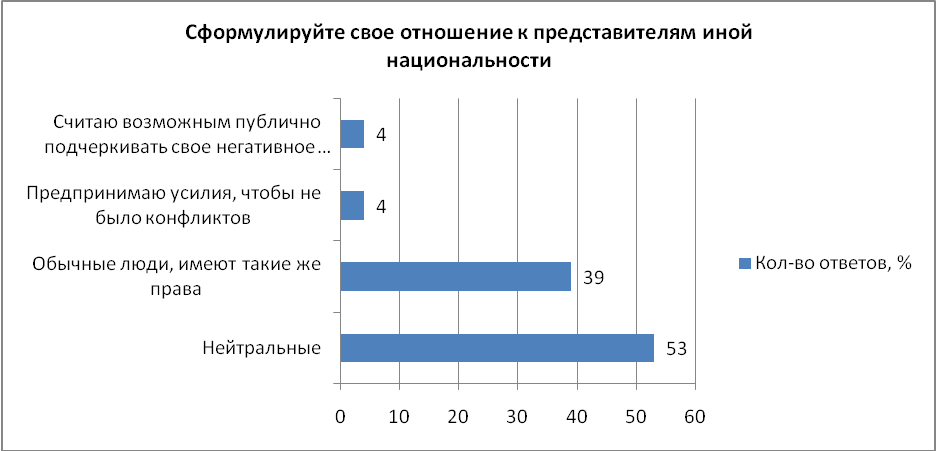 Сформулируйте свое отношение к представителям иной
национальности
Считаю возможным публично
подчеркивать свое негативное ...
4
Предпринимаю усилия, чтобы не
было конфликтов
4
Обычные люди, имеют такие же
права
39
Нейтральные
53
Кол-во ответов, %
0 10 20 30 40 50 60